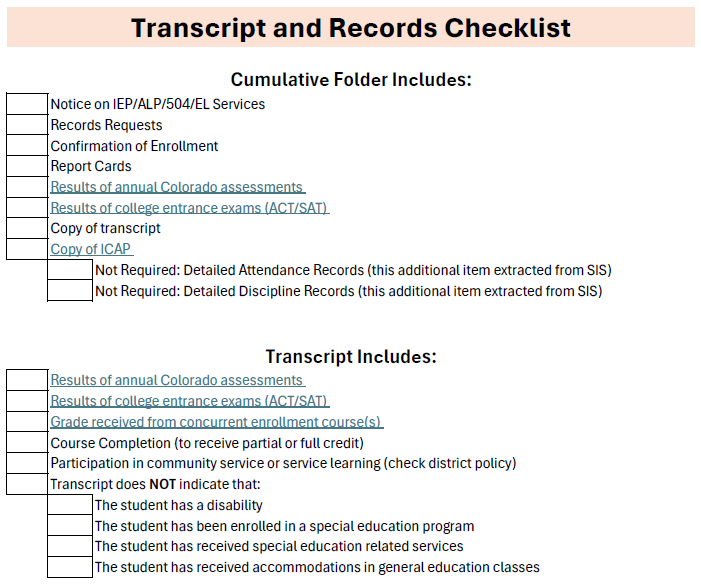 Transcript and Records Checklist
Cumulative Folder Includes:
Notice on IEP/ALP/504/EL Services
Records Requests
Confirmation of Enrollment
Report Cards
Results of annual Colorado assessments
Results of college entrance exams (ACT/SAT)
Copy of transcript
Copy of ICAP
Not Required: Detailed Attendance Records (this additional item extracted from SIS)
Not Required: Detailed Discipline Records (this additional item extracted from SIS)
Transcript Includes:
Results of annual Colorado assessments
Results of college entrance exams (ACT/SAT)
Grade received from concurrent enrollment course(s)
Course Completion (to receive partial or full credit)
Participation in community service or service learning (check district policy)
Transcript does NOT indicate that:
The student has a disability
The student has been enrolled in a special education program
The student has received special education related services
The student has received accommodations in general education classes